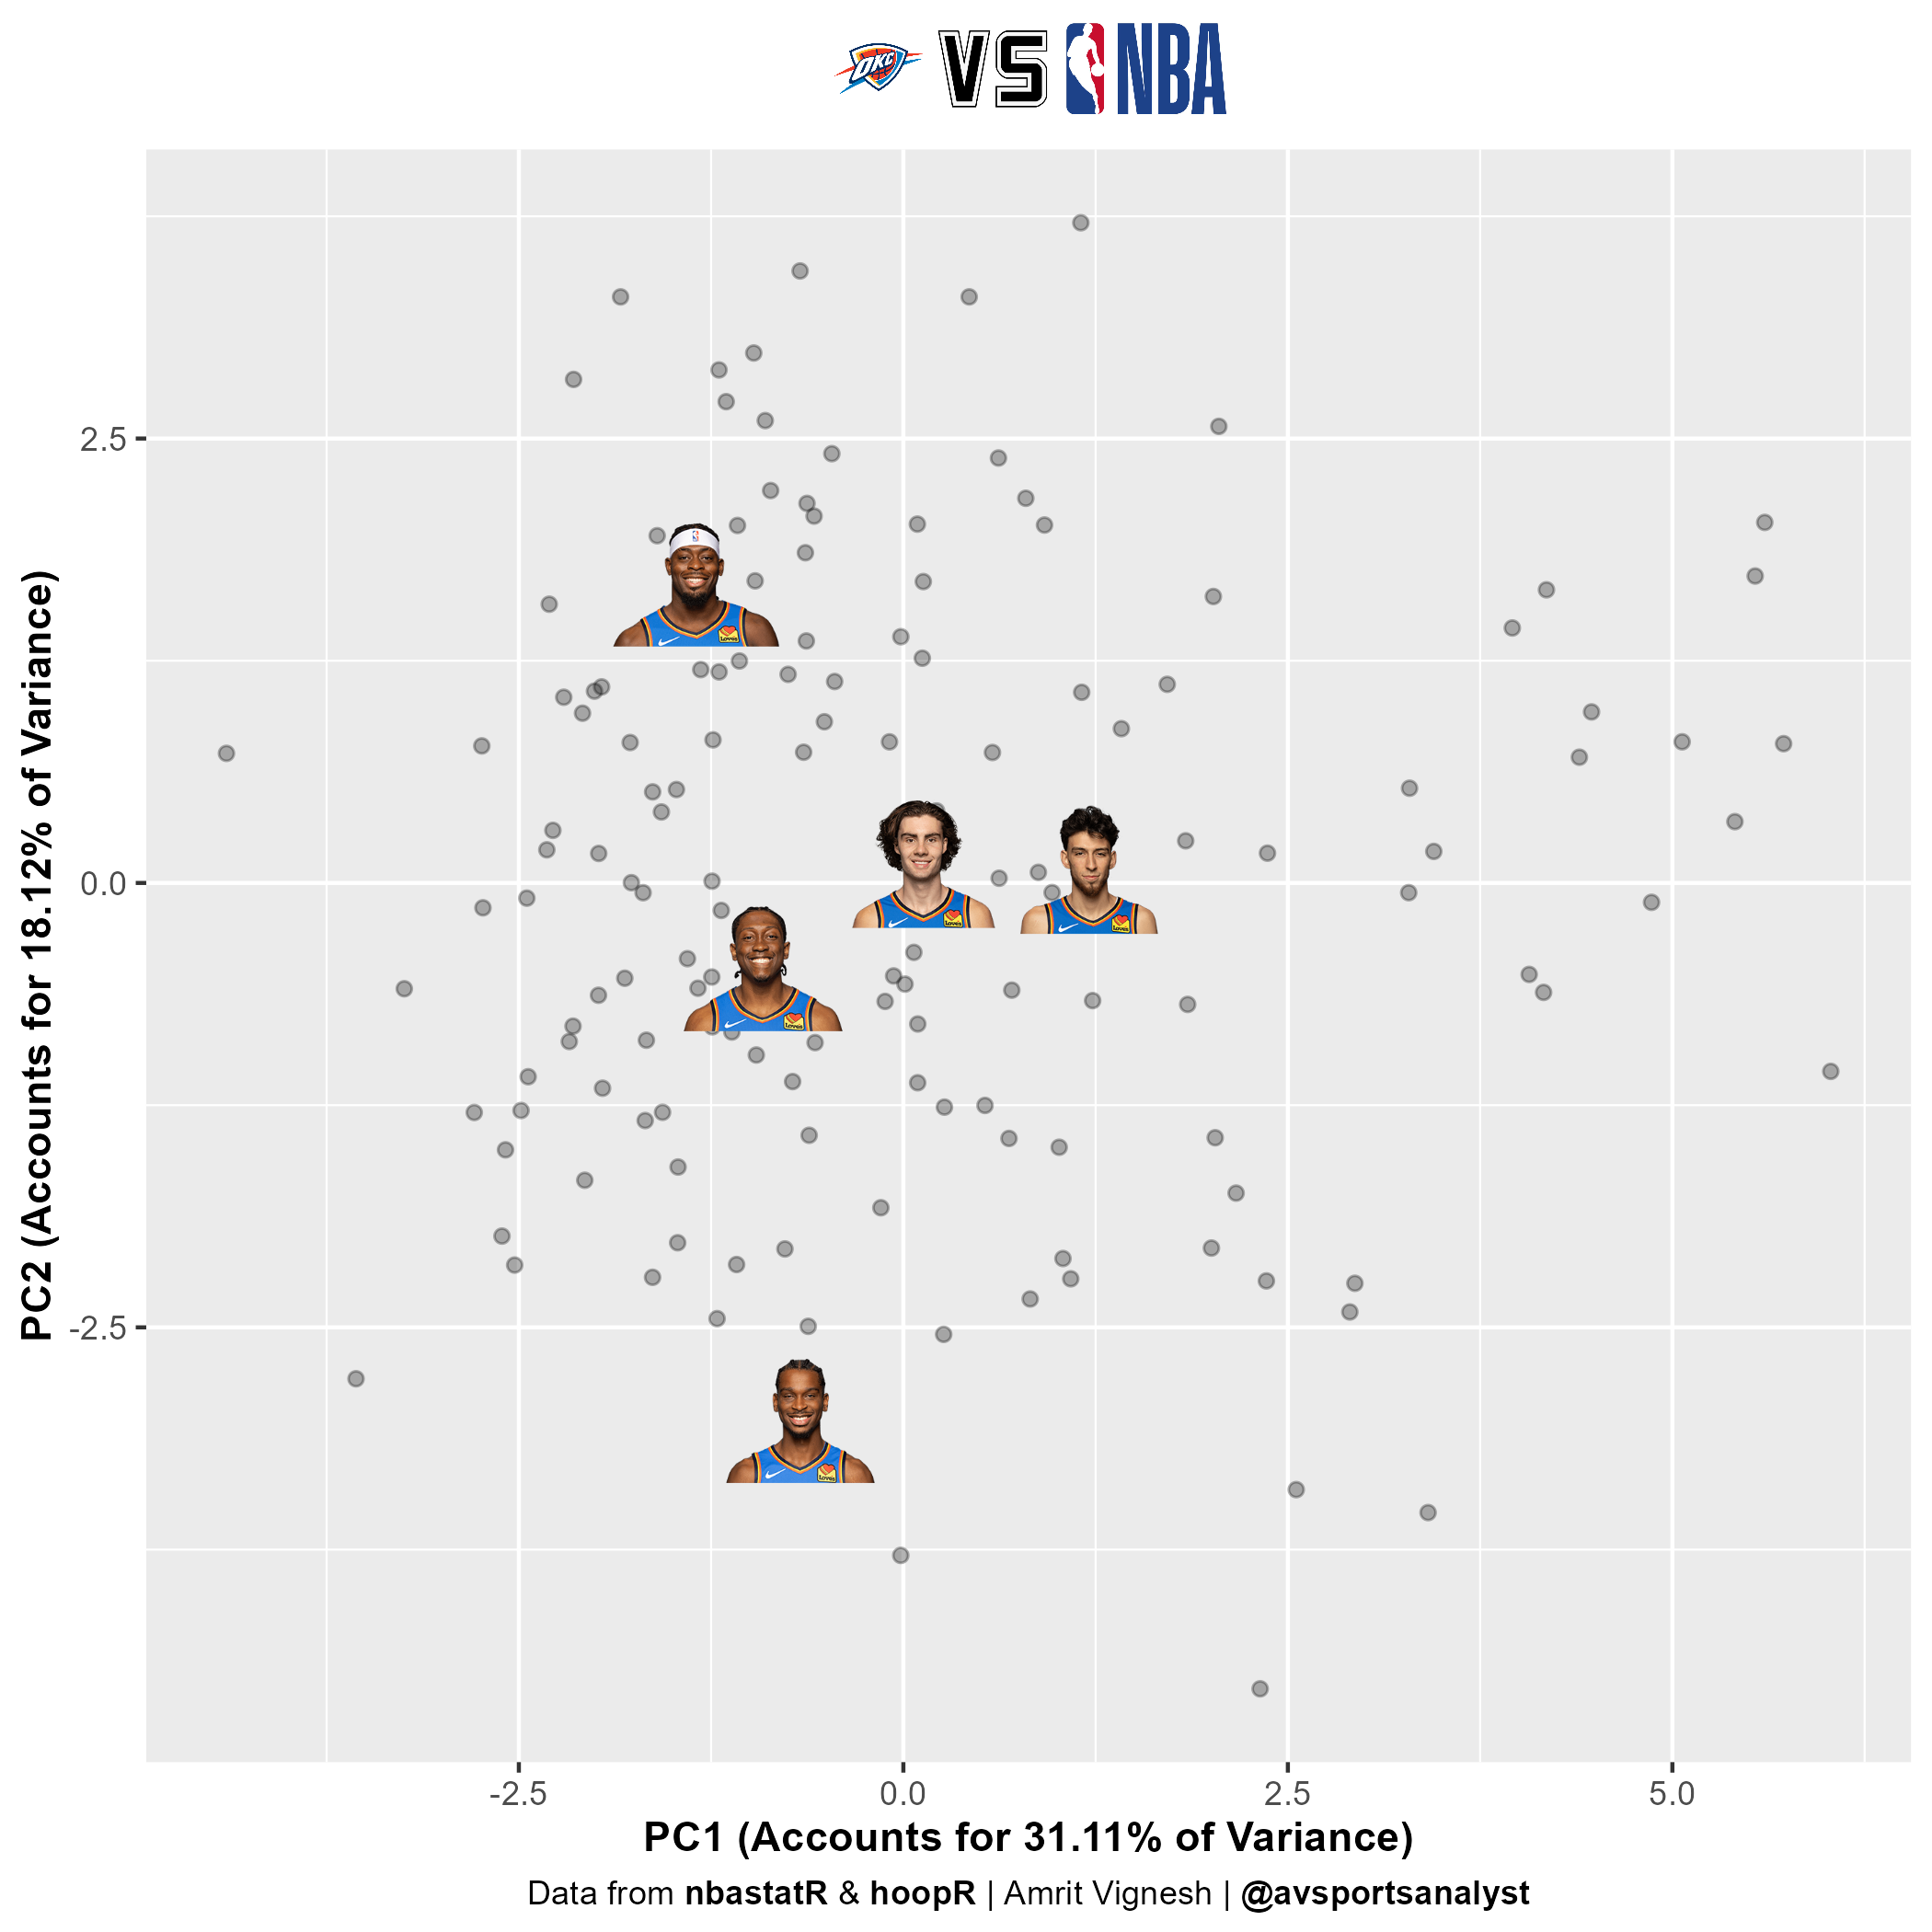 OKC VS NBA
2.5
0.0
-2.5
PC2 (Accounts for 18.12% of Variance)
-2.5 0.0 2.5 5.0
PC1 (Accounts for 31.11% of Variance)
Data from nbastatR & hoopR | Amrit Vignesh | @avsportsanalyst